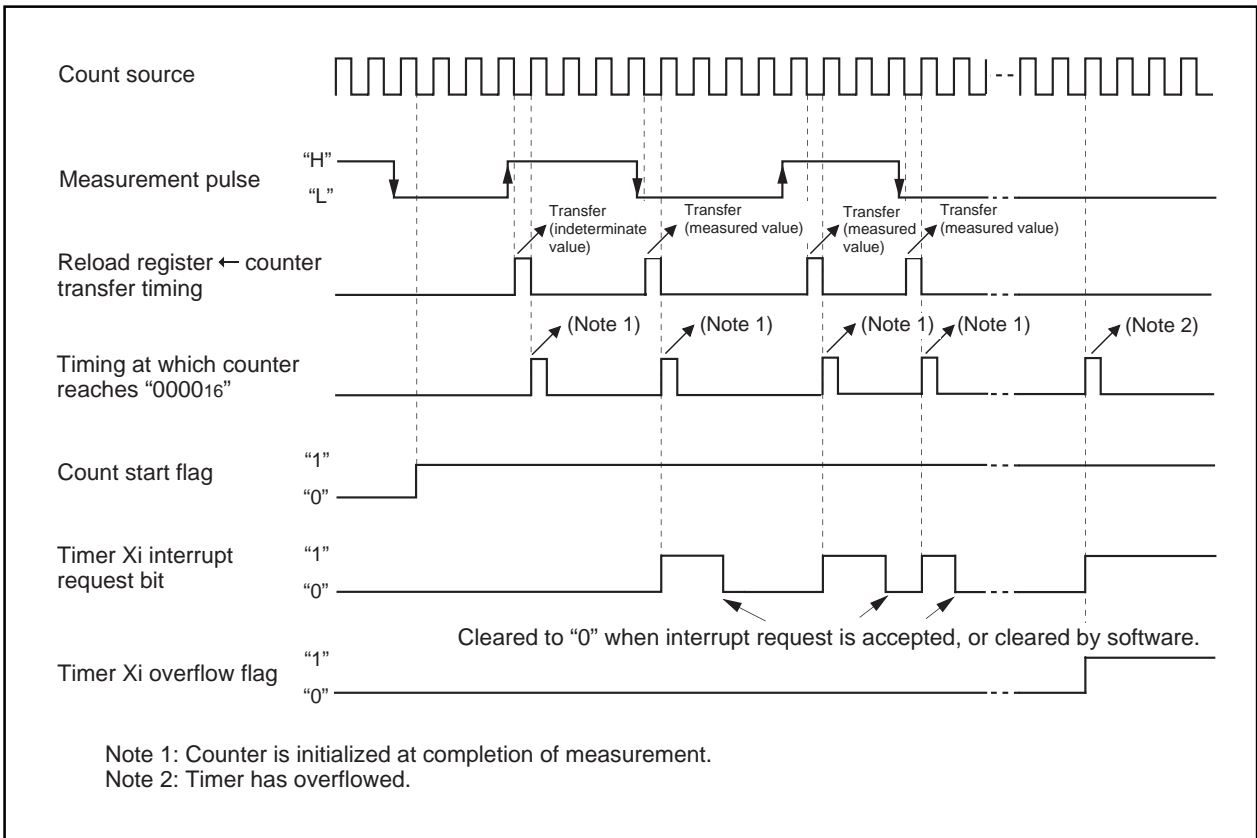 Count source
Measurement pulse
“H”
“L”
Transfer
(indeterminate
value)
Transfer
(measured value)
Transfer
(measured
value)
Transfer
(measured value)
Reload register ← counter
transfer timing
(Note 1)
(Note 1)
(Note 1)
(Note 1)
(Note 2)
Timing at which counter
reaches “000016”
Count start flag
“1”
“0”
Timer Xi interrupt
request bit
“1”
“0”
Cleared to “0” when interrupt request is accepted, or cleared by software.
Timer Xi overflow flag
“1”
“0”
Note 1: Counter is initialized at completion of measurement.
Note 2: Timer has overflowed.